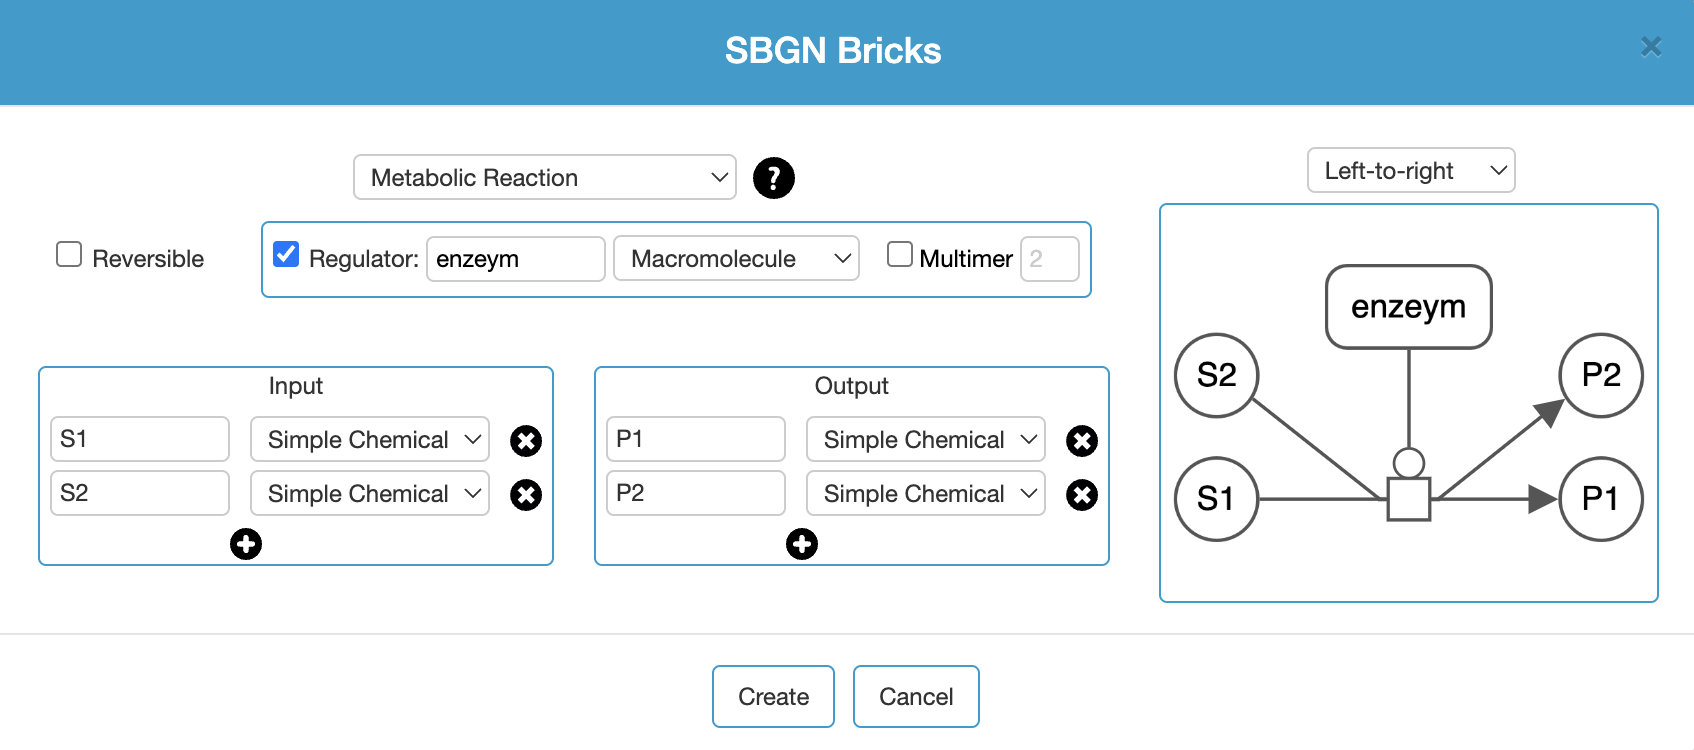 SBGN Bricks
Metabolic Reaction
?
Left-to-right
Reversible
Regulator: enzeym Macromolecule Multimer 2
Input
S1 Simple Chemical
S2 Simple Chemical
Output
P1 Simple Chemical
P2 Simple Chemical
enzeym
S2
P2
S1
P1
Create
Cancel